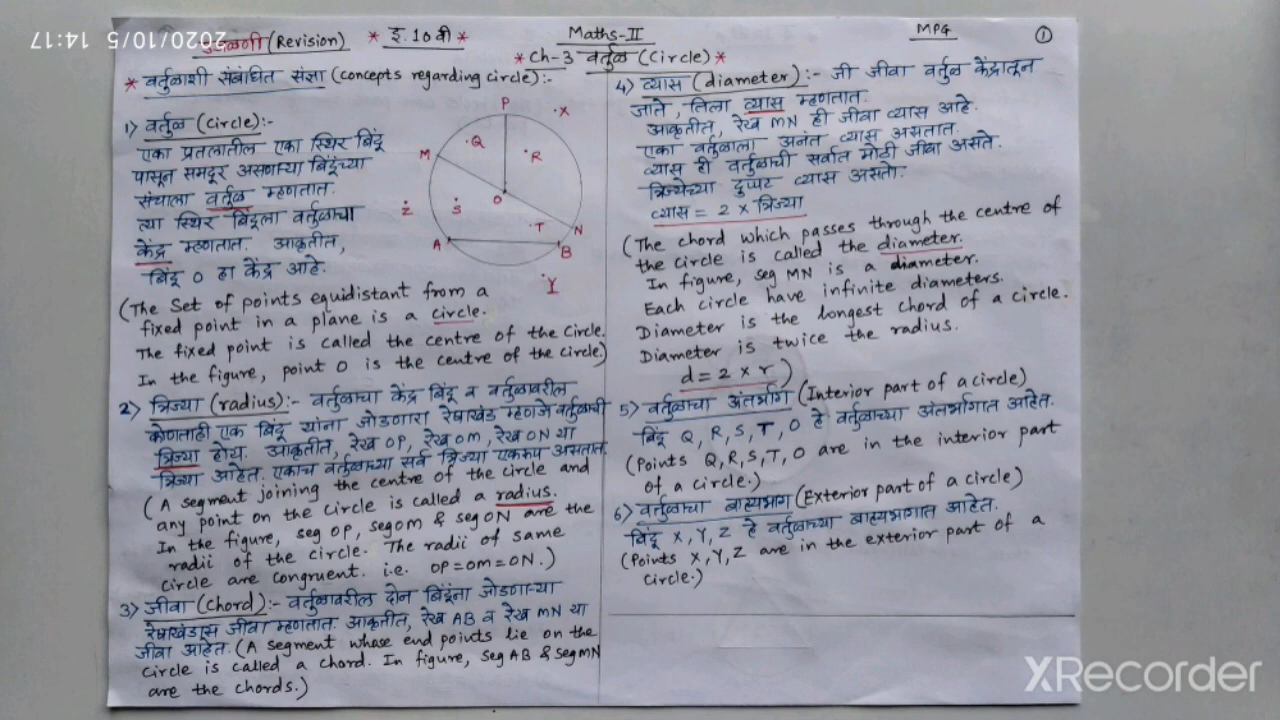 2020/10/5 14:17
उजळणी (Revision)
* इ. 10 वी *
Maths-II
MPG
1
* Ch-3 वर्तुळ (Circle) *
* वर्तुळाशी संबंधित संज्ञा (concepts regarding circle):-
1) वर्तुळ (circle):-
एका प्रतलातील एका स्थिर बिंदू
पासून समदूर असणाऱ्या बिंदूंच्या
संचाला वर्तुळ म्हणतात.
त्या स्थिर बिंदूला वर्तुळाचा
केंद्र म्हणतात. आकृतीत,
बिंदू O हा केंद्र आहे.
P
X
Q
R
M
O
Z
S
T
N
A
B
Y
(The Set of points equidistant from a
fixed point in a plane is a circle.
The fixed point is called the centre of the Circle.
In the figure, point O is the centre of the circle)
2) त्रिज्या (radius):- वर्तुळाचा केंद्र बिंदू व वर्तुळावरील
कोणताही एक बिंदू यांना जोडणारा रेषाखंड म्हणजे वर्तुळाची
त्रिज्या होय. आकृतीत, रेख OP, रेख OM, रेख ON या
त्रिज्या आहेत. एकाच वर्तुळाच्या सर्व त्रिज्या एकरूप असतात.
(A segment joining the centre of the circle and
any point on the circle is called a radius.
In the figure, seg OP, seg OM & seg ON are the
radii of the circle. The radii of same
circle are congruent. i.e. OP=OM=ON.)
3) जीवा (chord):- वर्तुळावरील दोन बिंदूंना जोडणाऱ्या
रेषाखंडास जीवा म्हणतात. आकृतीत, रेख AB व रेख MN या
जीवा आहेत. (A segment whose end points lie on the
circle is called a chord. In figure, seg AB & seg MN
are the chords.)
4) व्यास (diameter):- जी जीवा वर्तुळ केंद्रातून
जाते, तिला व्यास म्हणतात.
आकृतीत, रेख MN ही जीवा व्यास आहे.
एका वर्तुळाला अनंत व्यास असतात.
व्यास ही वर्तुळाची सर्वात मोठी जीवा असते.
त्रिज्येच्या दुप्पट व्यास असतो.
व्यास = 2 x त्रिज्या
(The chord which passes through the centre of
the circle is called the diameter.
In figure, seg MN is a diameter.
Each circle have infinite diameters.
Diameter is the longest chord of a circle.
Diameter is twice the radius.
d = 2 x r )
5) वर्तुळाचा अंतर्भाग (Interior part of a circle)
बिंदू Q, R, S, T, O हे वर्तुळाच्या अंतर्भागात आहेत.
(Points Q, R, S, T, O are in the interior part
of a circle.)
6) वर्तुळाचा बाह्यभाग (Exterior part of a circle)
बिंदू X, Y, Z हे वर्तुळाच्या बाह्यभागात आहेत.
(Points X, Y, Z are in the exterior part of a
circle.)
XRecorder